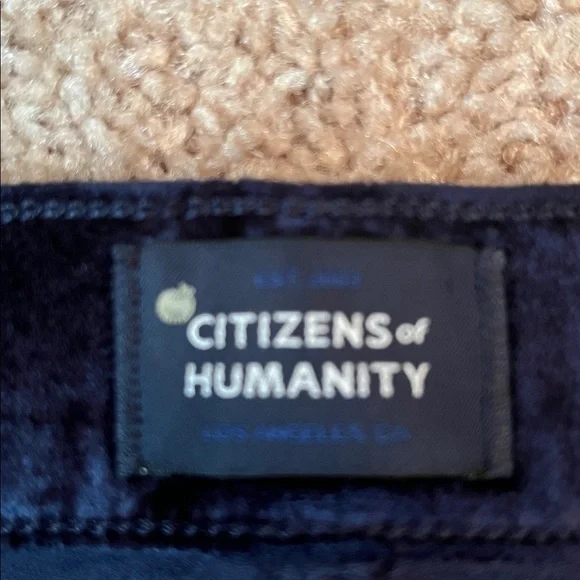 CITIZENS of
HUMANITY
LOS ANGELES, CA